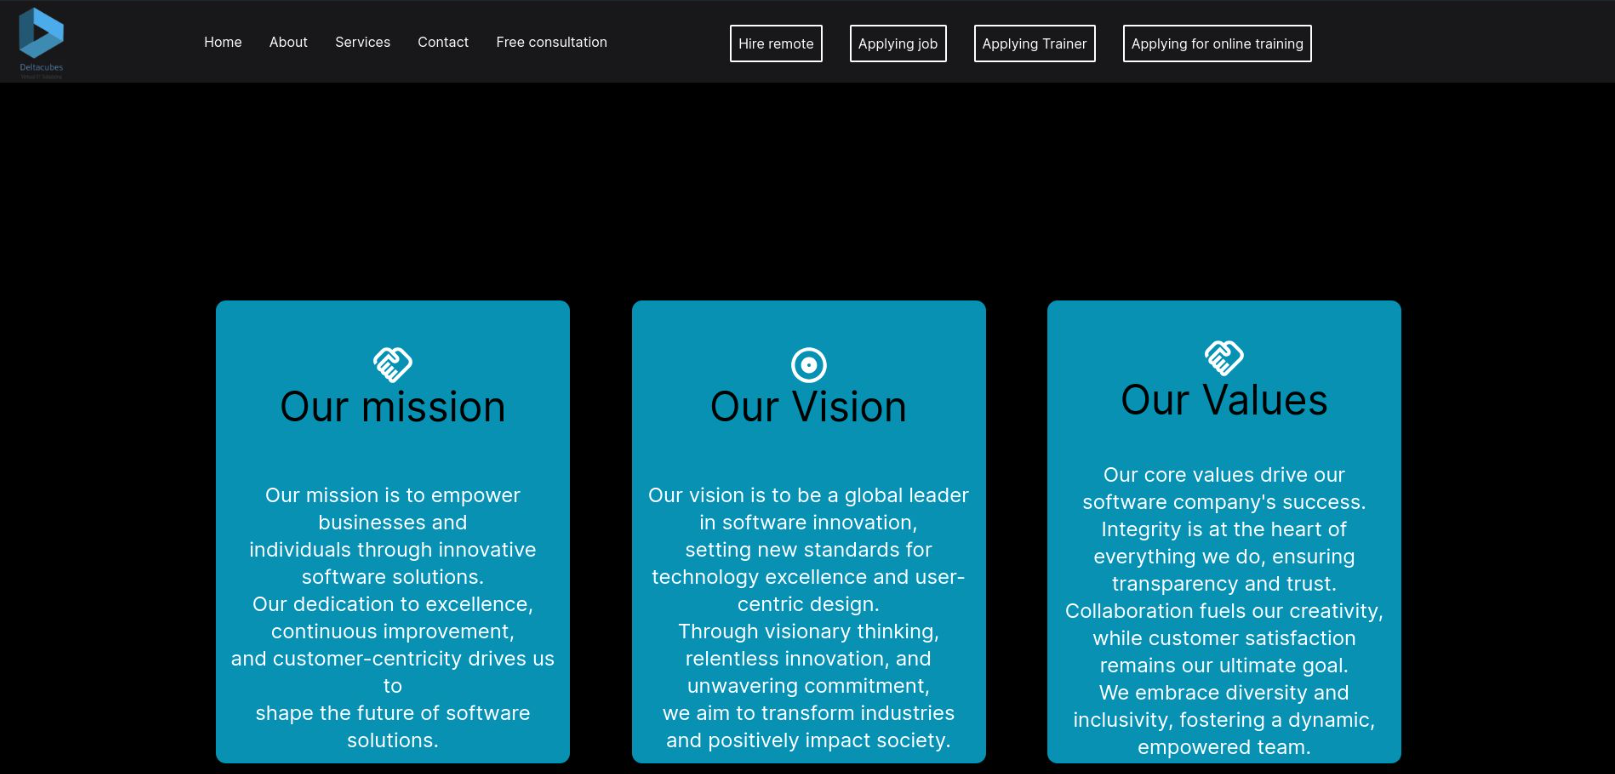 Home About Services Contact Free consultation Hire remote Applying job Applying Trainer Applying for online training
Deltacubes
Our mission
Our mission is to empower
businesses and
individuals through innovative
software solutions.
Our dedication to excellence,
continuous improvement,
and customer-centricity drives us
to
shape the future of software
solutions.
Our Vision
Our vision is to be a global leader
in software innovation,
setting new standards for
technology excellence and user-
centric design.
Through visionary thinking,
relentless innovation, and
unwavering commitment,
we aim to transform industries
and positively impact society.
Our Values
Our core values drive our
software company's success.
Integrity is at the heart of
everything we do, ensuring
transparency and trust.
Collaboration fuels our creativity,
while customer satisfaction
remains our ultimate goal.
We embrace diversity and
inclusivity, fostering a dynamic,
empowered team.